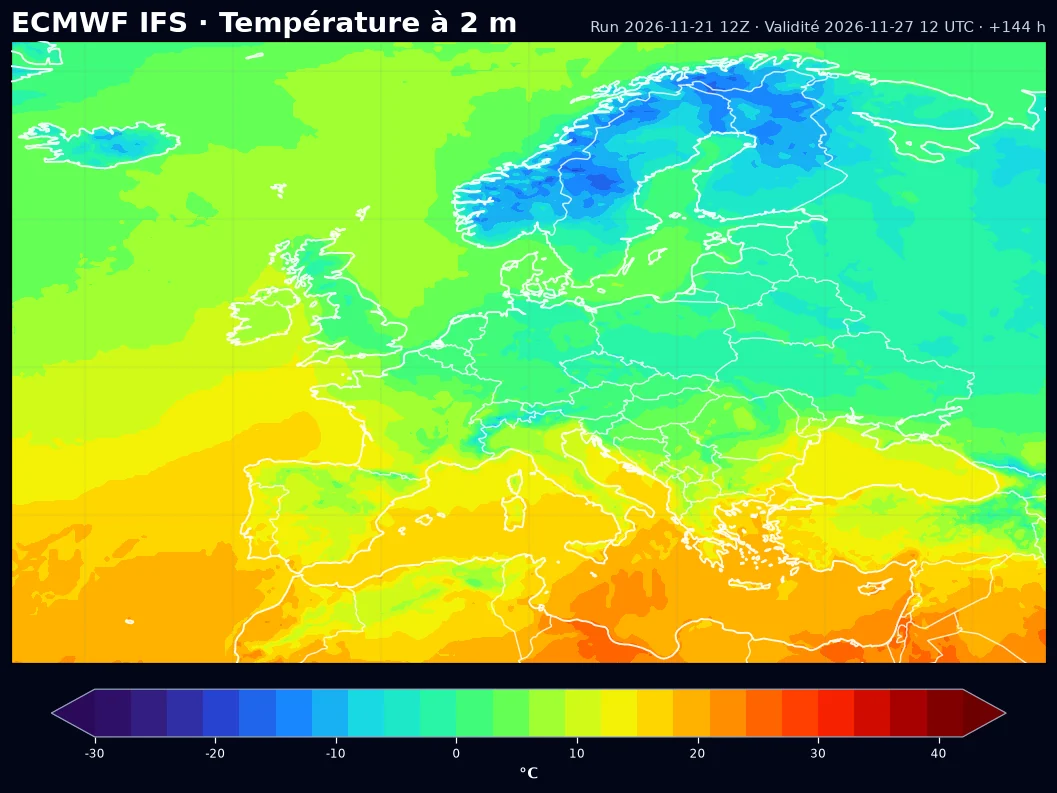 ECMWF IFS · Température à 2 m
Run 2026-11-21 12Z · Validité 2026-11-27 12 UTC · +144 h
-30 -20 -10 0 10 20 30 40
°C